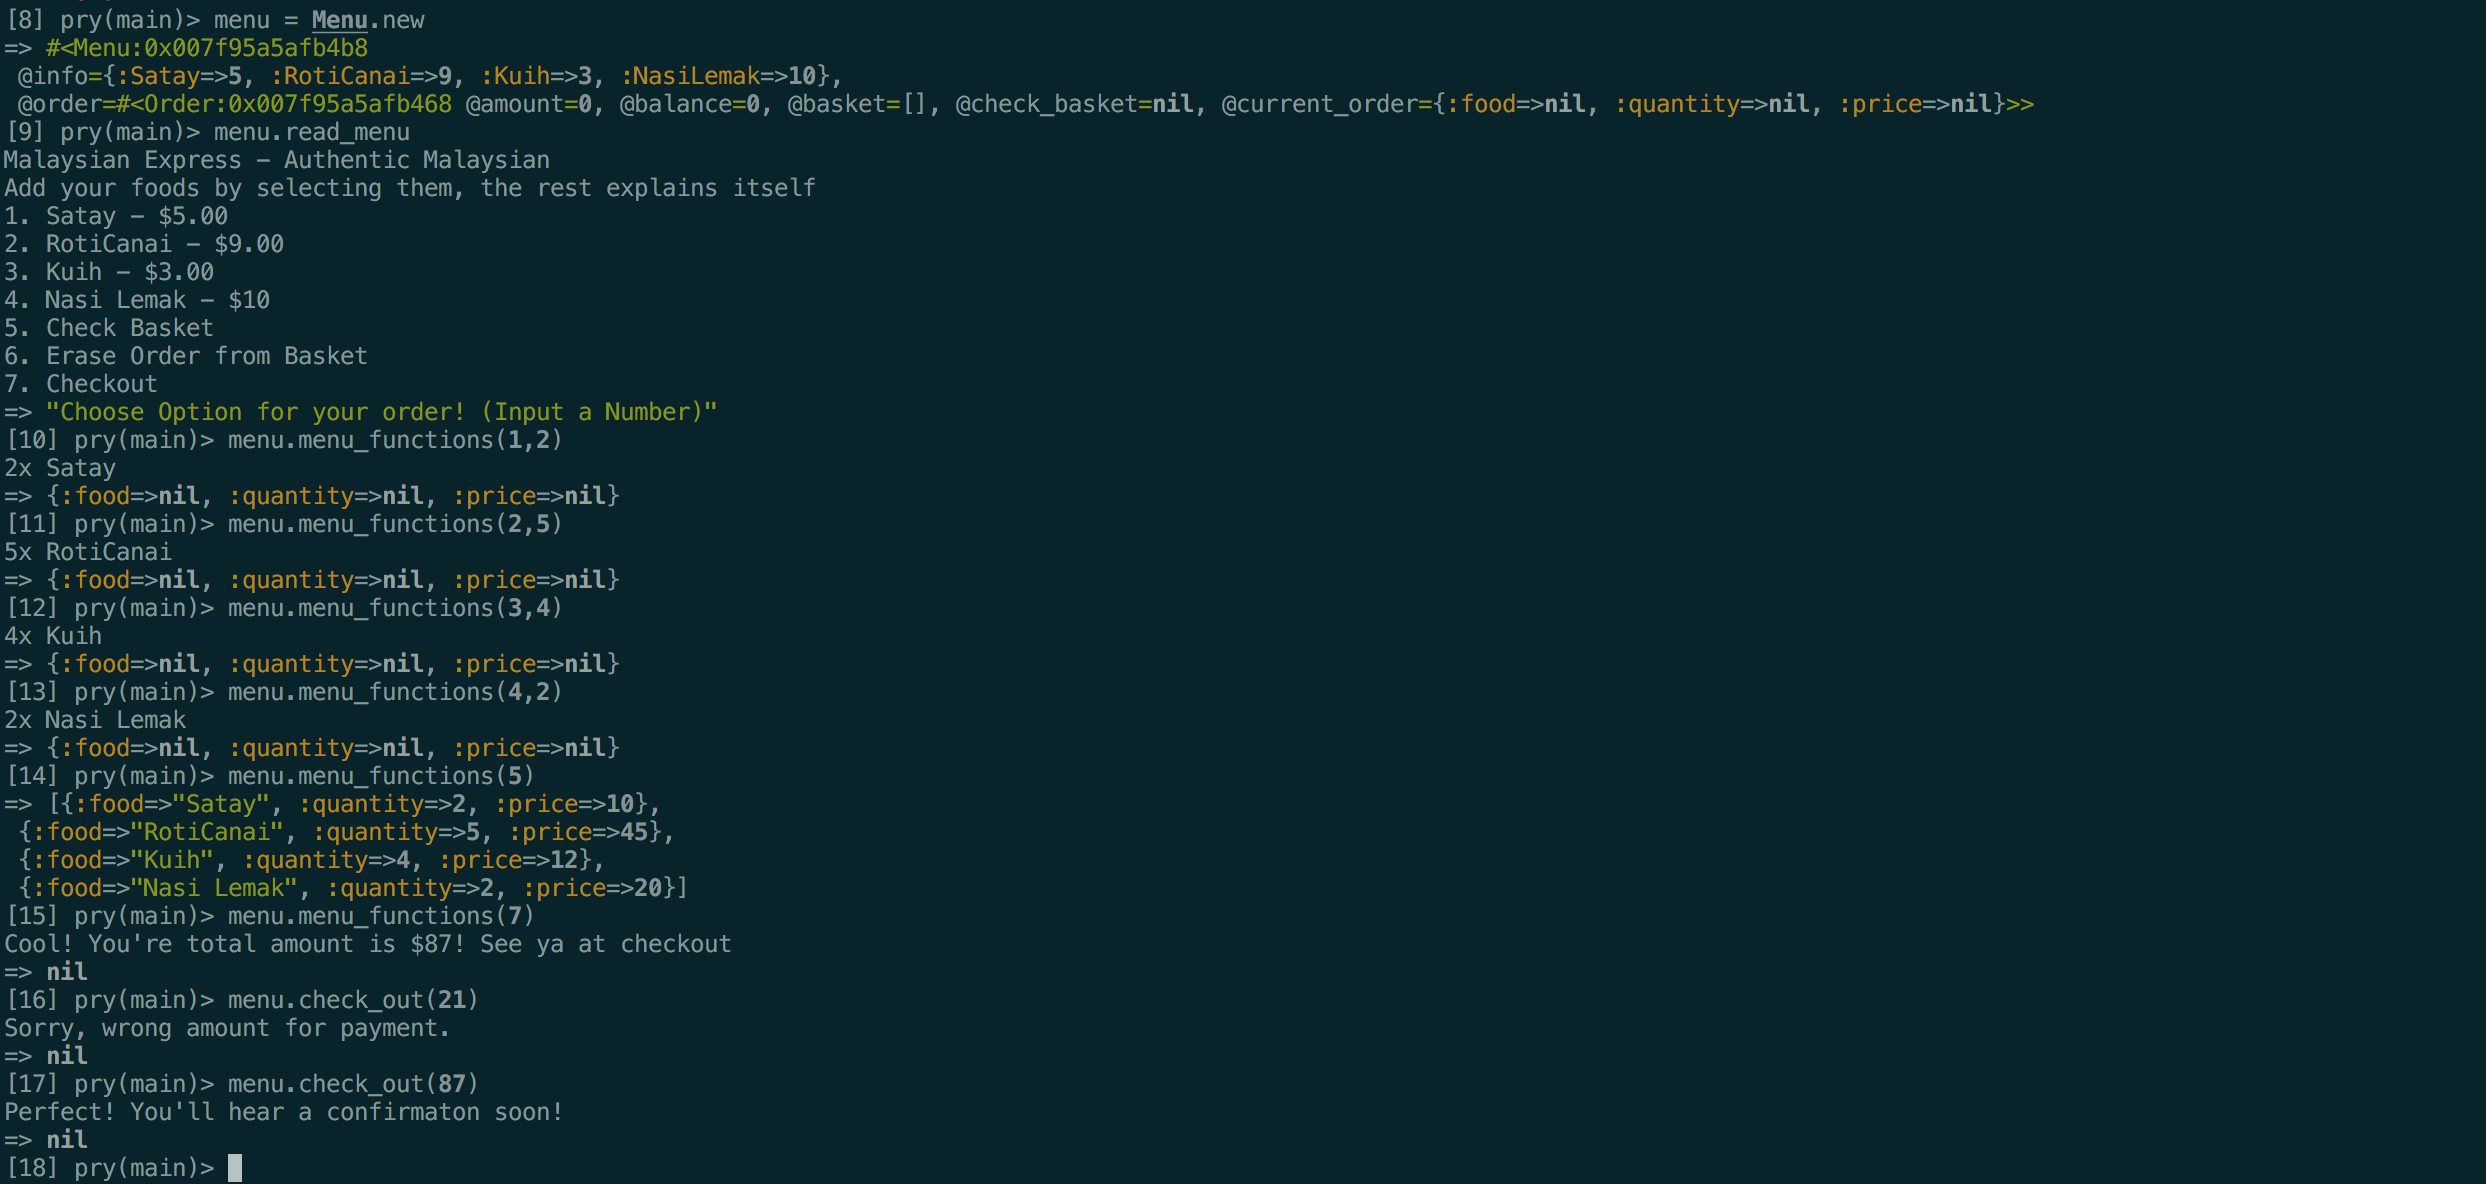 [8] pry(main)> menu = Menu.new
=> #<Menu:0x007f95a5afb4b8
 @info={:Satay=>5, :RotiCanai=>9, :Kuih=>3, :NasiLemak=>10},
 @order=#<Order:0x007f95a5afb468 @amount=0, @balance=0, @basket=[], @check_basket=nil, @current_order={:food=>nil, :quantity=>nil, :price=>nil}>>
[9] pry(main)> menu.read_menu
Malaysian Express – Authentic Malaysian
Add your foods by selecting them, the rest explains itself
1. Satay – $5.00
2. RotiCanai – $9.00
3. Kuih – $3.00
4. Nasi Lemak – $10
5. Check Basket
6. Erase Order from Basket
7. Checkout
=> "Choose Option for your order! (Input a Number)"
[10] pry(main)> menu.menu_functions(1,2)
2x Satay
=> {:food=>nil, :quantity=>nil, :price=>nil}
[11] pry(main)> menu.menu_functions(2,5)
5x RotiCanai
=> {:food=>nil, :quantity=>nil, :price=>nil}
[12] pry(main)> menu.menu_functions(3,4)
4x Kuih
=> {:food=>nil, :quantity=>nil, :price=>nil}
[13] pry(main)> menu.menu_functions(4,2)
2x Nasi Lemak
=> {:food=>nil, :quantity=>nil, :price=>nil}
[14] pry(main)> menu.menu_functions(5)
=> [{:food=>"Satay", :quantity=>2, :price=>10},
 {:food=>"RotiCanai", :quantity=>5, :price=>45},
 {:food=>"Kuih", :quantity=>4, :price=>12},
 {:food=>"Nasi Lemak", :quantity=>2, :price=>20}]
[15] pry(main)> menu.menu_functions(7)
Cool! You're total amount is $87! See ya at checkout
=> nil
[16] pry(main)> menu.check_out(21)
Sorry, wrong amount for payment.
=> nil
[17] pry(main)> menu.check_out(87)
Perfect! You'll hear a confirmaton soon!
=> nil
[18] pry(main)>